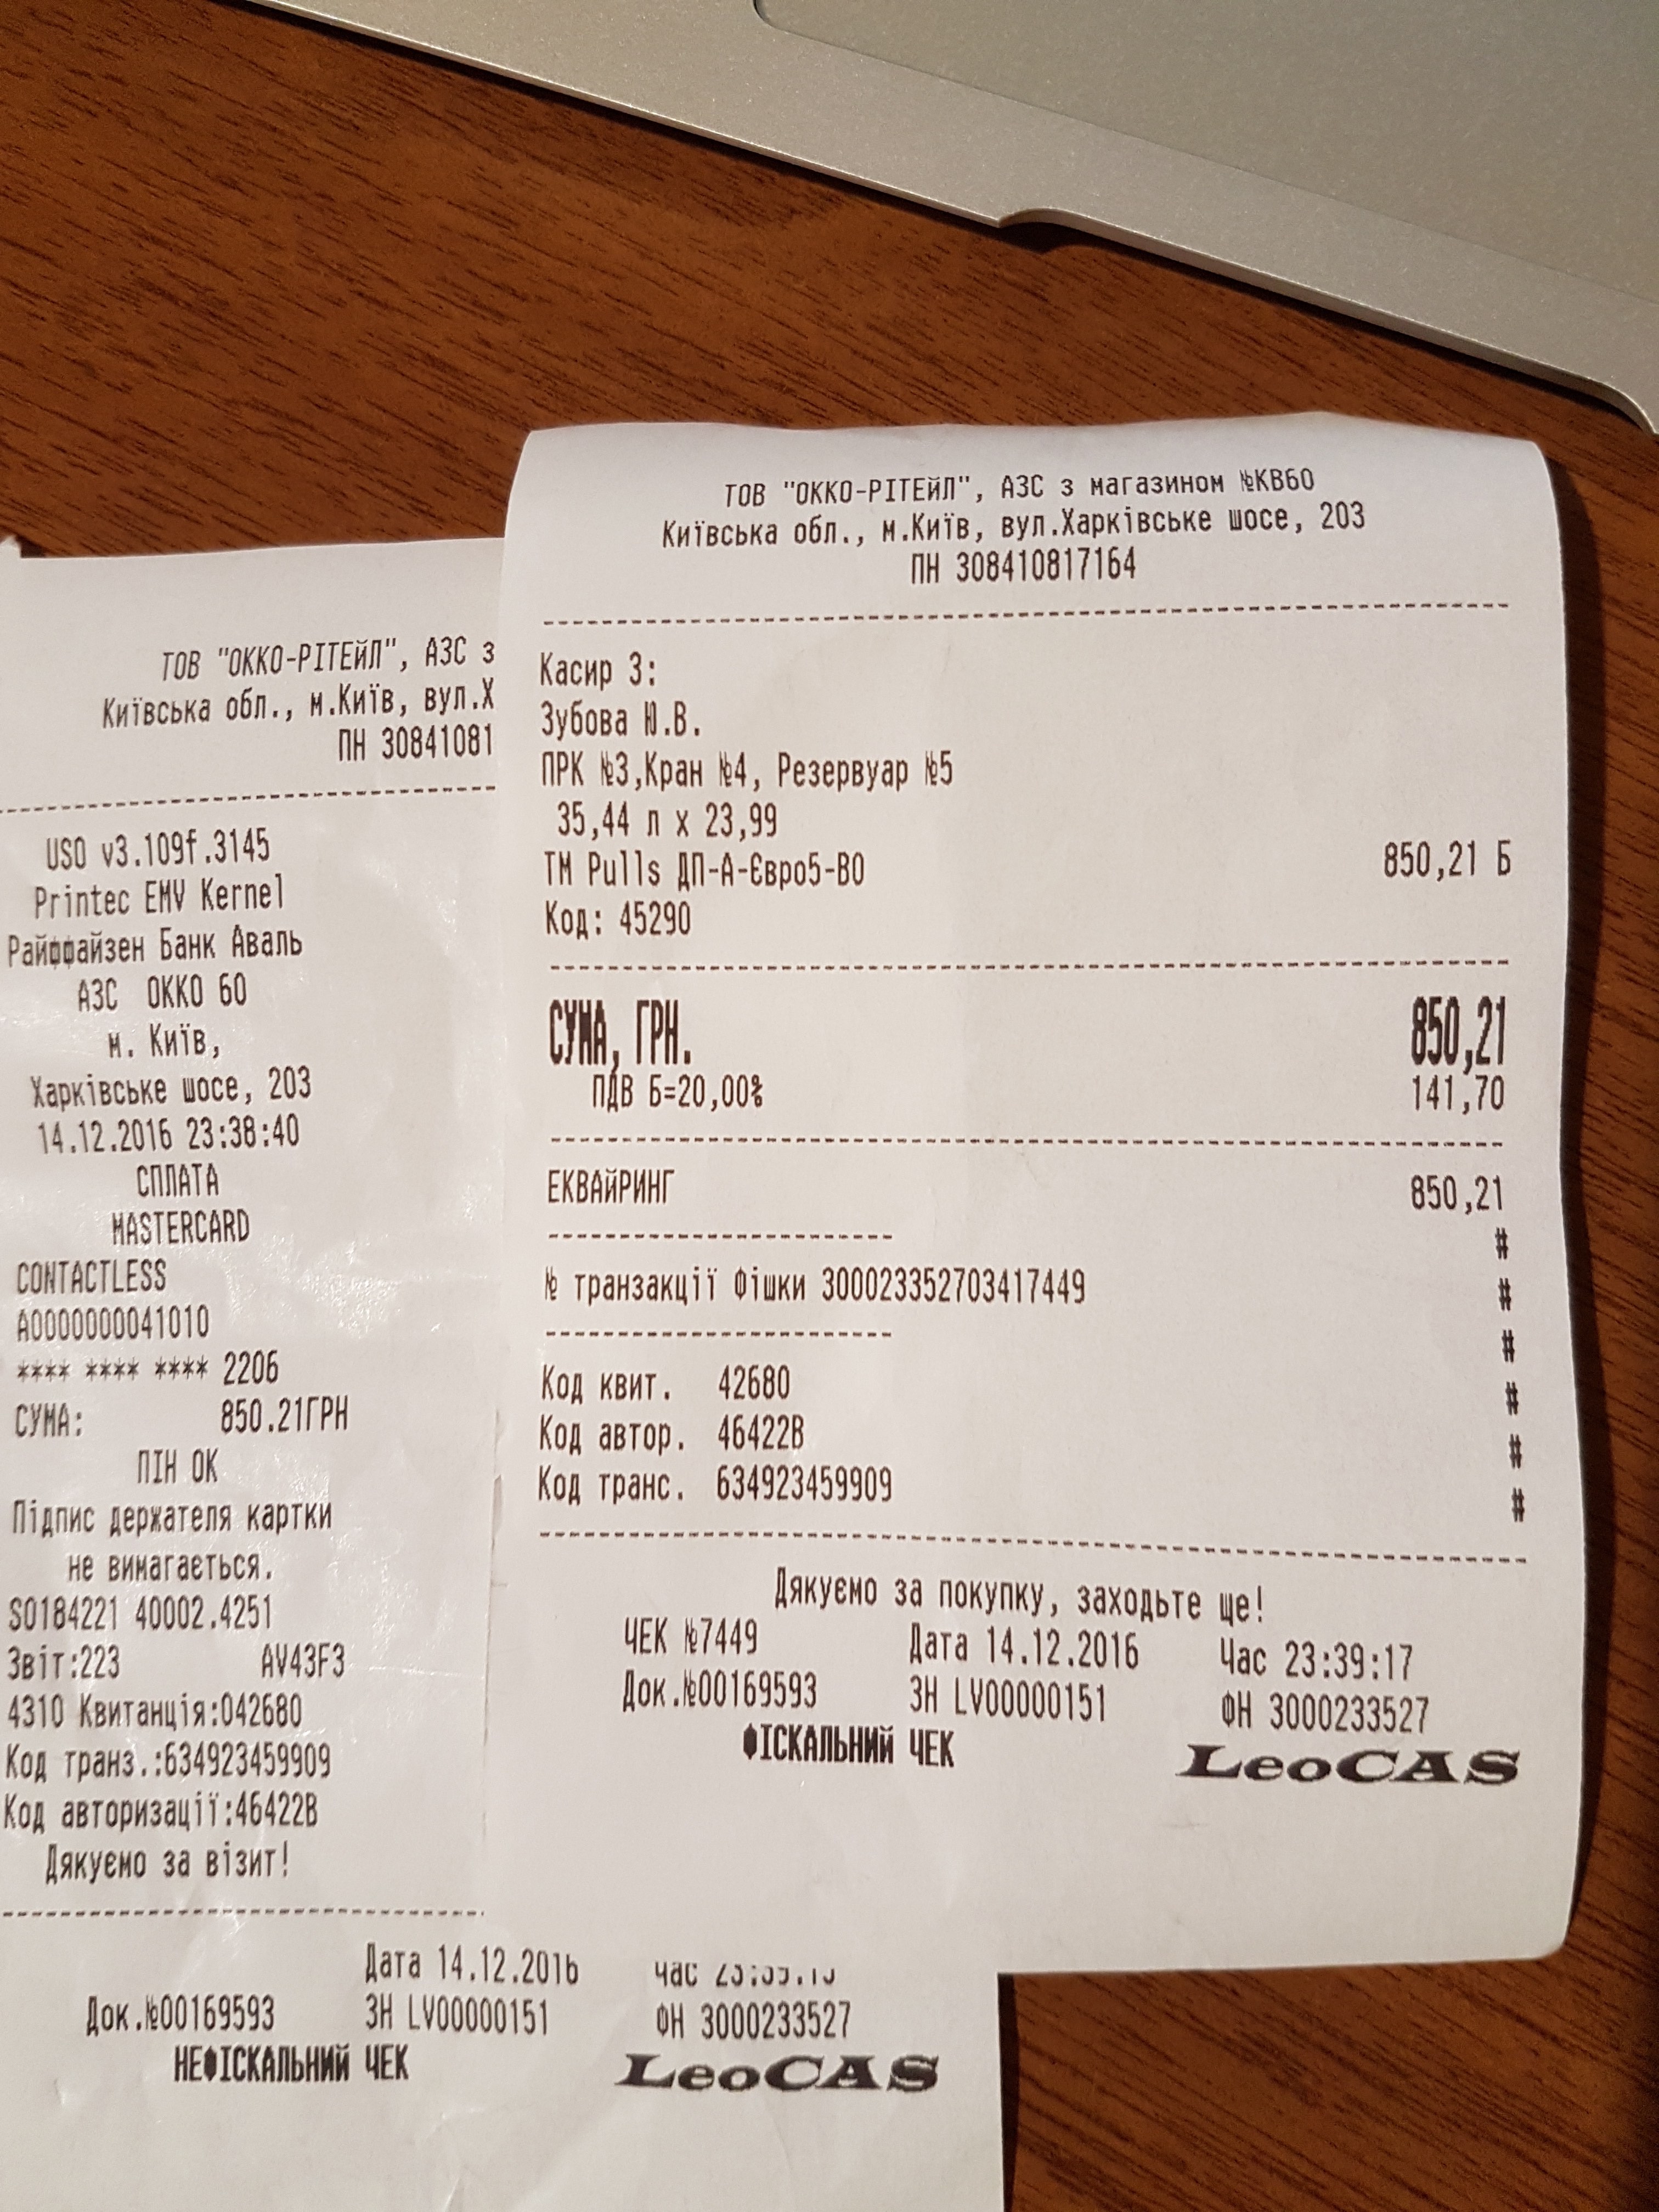 ТОВ "ОККО-РІТЕЙЛ", АЗС з
Київська обл., м.Київ, вул.Х
ПН 30841081
USO v3.109f.3145
Printec EMV Kernel
Райффайзен Банк Аваль
АЗС ОККО 60
м. Київ,
Харківське шосе, 203
14.12.2016 23:38:40
СПЛАТА
MASTERCARD
CONTACTLESS
A0000000041010
**** **** **** 2206
СУМА: 850.21ГРН
ПІН ОК
Підпис держателя картки
не вимагається.
S0184221 40002.4251
Звіт:223 AV43F3
4310 Квитанція:042680
Код транз.:634923459909
Код авторизації:46422B
Дякуємо за візит!
Дата 14.12.2016 Час
Док.№00169593 ЗН LV00000151 ФН 3000233527
НЕФІСКАЛЬНИЙ ЧЕК LeoCAS
ТОВ "ОККО-РІТЕЙЛ", АЗС з магазином №КВ60
Київська обл., м.Київ, вул.Харківське шосе, 203
ПН 308410817164
Касир 3:
Зубова Ю.В.
ПРК №3,Кран №4, Резервуар №5
35,44 л х 23,99
ТМ Pulls ДП-А-Євро5-В0 850,21 Б
Код: 45290
СУМА, ГРН. 850,21
ПДВ Б=20,00% 141,70
ЕКВАЙРИНГ 850,21
#
№ транзакції Фішки 300023352703417449 #
#
Код квит. 42680 #
Код автор. 46422B #
Код транс. 634923459909 #
Дякуємо за покупку, заходьте ще!
ЧЕК №7449 Дата 14.12.2016 Час 23:39:17
Док.№00169593 ЗН LV00000151 ФН 3000233527
ФІСКАЛЬНИЙ ЧЕК LeoCAS